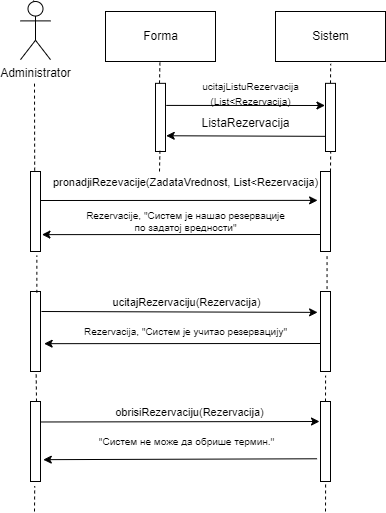 Forma
Sistem
Administrator
ucitajListuRezervacija
(List<Rezervacija)
ListaRezervacija
pronadjiRezevacije(ZadataVrednost, List<Rezervacija)
Rezervacije, "Систем је нашао резервације
по задатој вредности"
ucitajRezervaciju(Rezervacija)
Rezervacija, "Систем је учитао резервацију"
obrisiRezervaciju(Rezervacija)
"Систем не може да обрише термин."